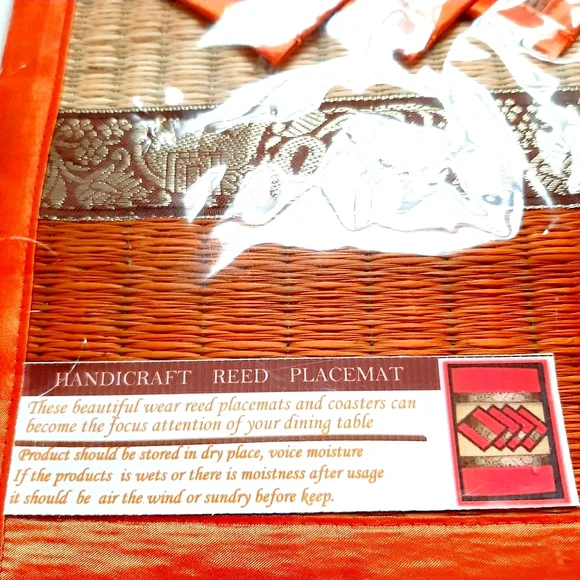 HANDICRAFT REED PLACEMAT
These beautiful wear reed placemats and coasters can
become the focus attention of your dining table
Product should be stored in dry place, voice moisture
If the products is wets or there is moistness after usage
it should be air the wind or sundry before keep.